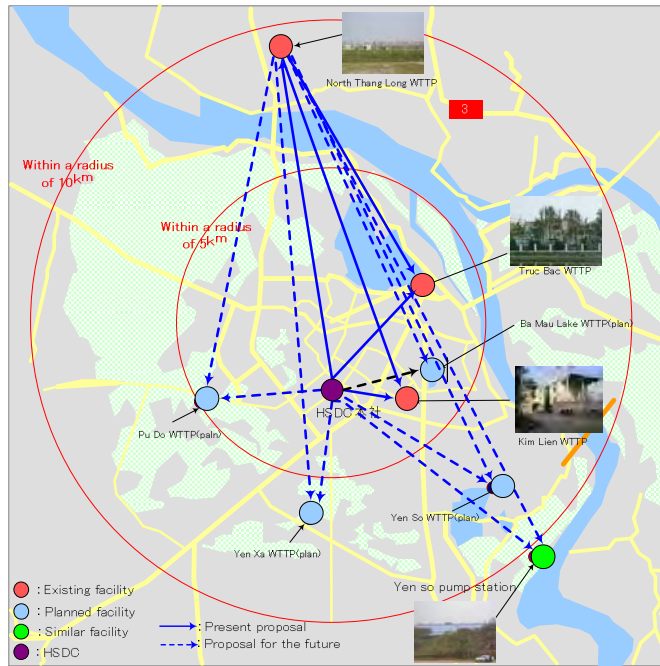 North Thang Long WTTP
3
Within a radius
of 10km
Within a radius
of 5km
Truc Bac WTTP
Ba Mau Lake WTTP(plan)
HSDC本社
Kim Lien WTTP
Pu Do WTTP(paln)
Yen So WTTP(plan)
Yen Xa WTTP(plan)
Yen so pump station
: Existing facility
: Planned facility
: Similar facility
: HSDC
: Present proposal
: Proposal for the future